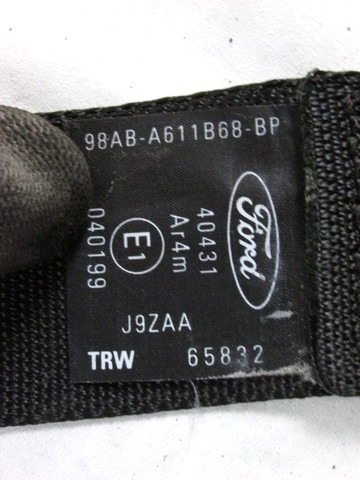 98AB-A611B68-BP
Ford
40431
Ar4m
E1
040199
J9ZAA
TRW 65832